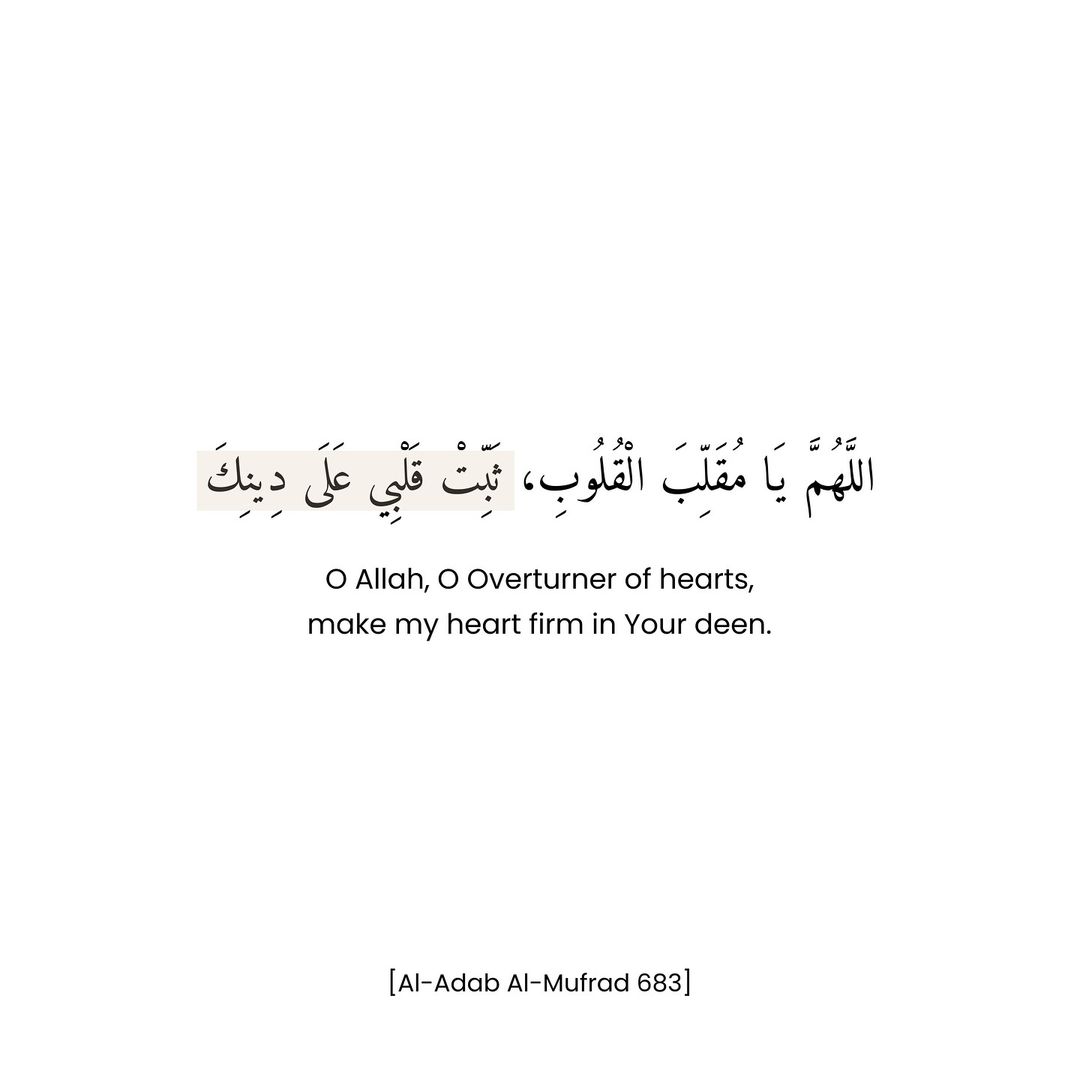 اللَّهُمَّ يَا مُقَلِّبَ الْقُلُوبِ، ثَبِّتْ قَلْبِي عَلَى دِينِكَ
O Allah, O Overturner of hearts,
make my heart firm in Your deen.
[Al-Adab Al-Mufrad 683]